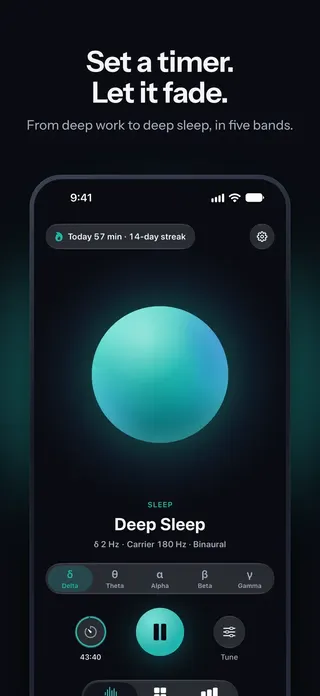 Set a timer.
Let it fade.
From deep work to deep sleep, in five bands.
9:41
Today 57 min · 14-day streak
SLEEP
Deep Sleep
δ 2 Hz · Carrier 180 Hz · Binaural
δ θ α β γ
Delta Theta Alpha Beta Gamma
43:40 Tune